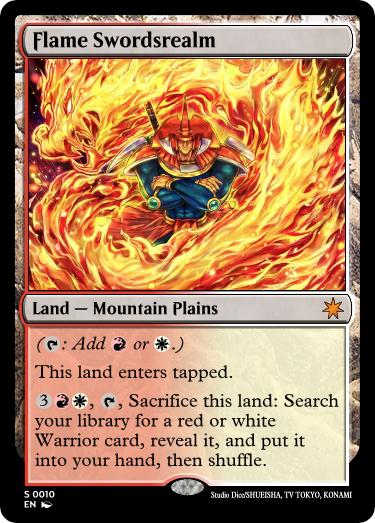 Flame Swordsrealm
Land — Mountain Plains
(: Add or .)
This land enters tapped.
3, , Sacrifice this land: Search
your library for a red or white
Warrior card, reveal it, and put it
into your hand, then shuffle.
S 0010
EN
Studio Dice/SHUEISHA, TV TOKYO, KONAMI